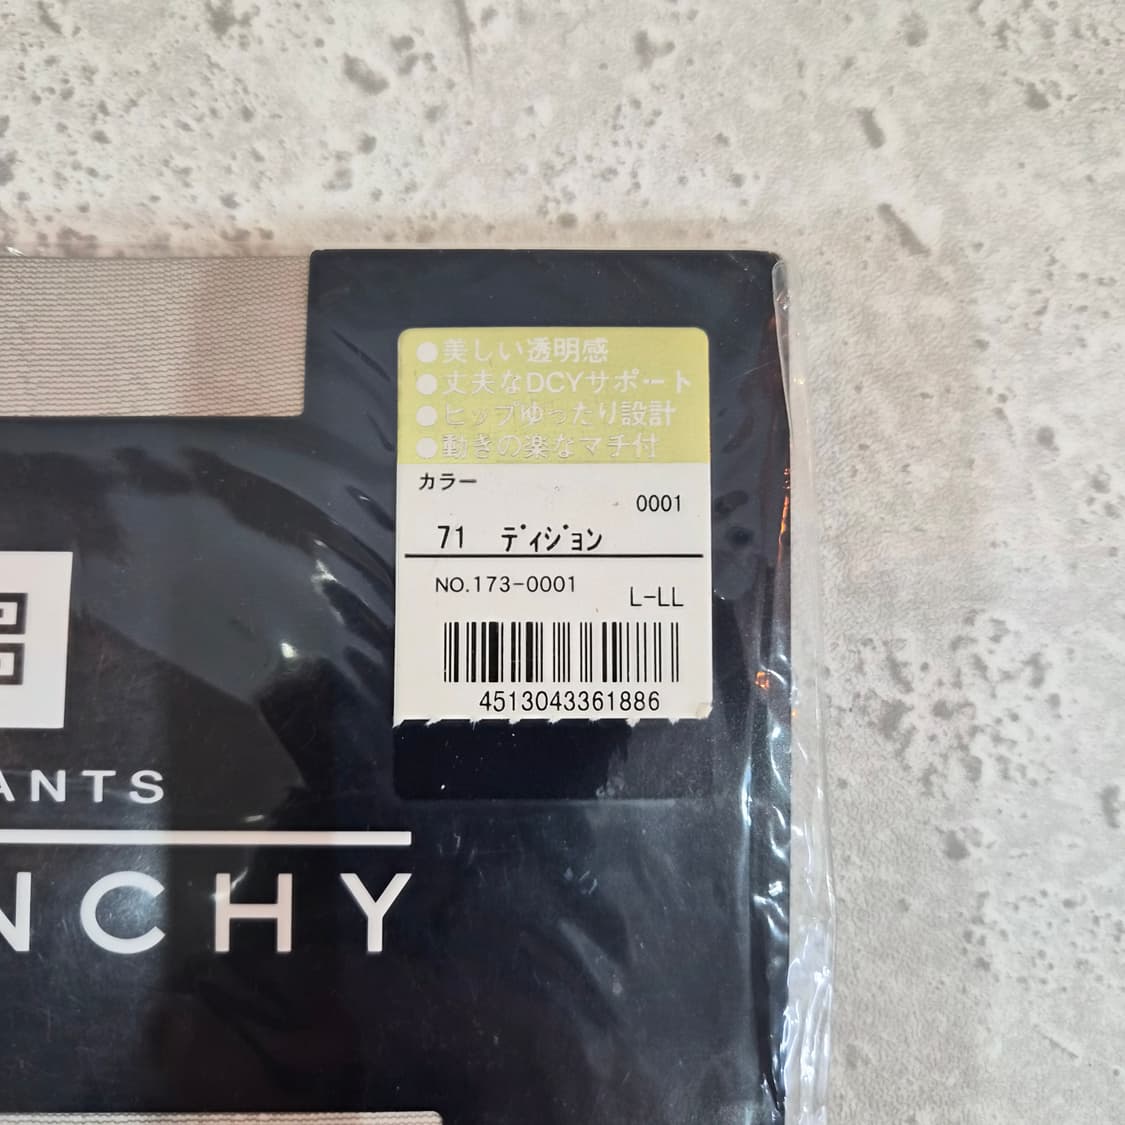 ●美しい透明感
●丈夫なDCYサポート
●ヒップゆったり設計
●動きの楽なマチ付
カラー
0001
71 ﾃﾞｨｼﾞｮﾝ
NO.173-0001
L-LL
4513043361886
ANTS
NCHY